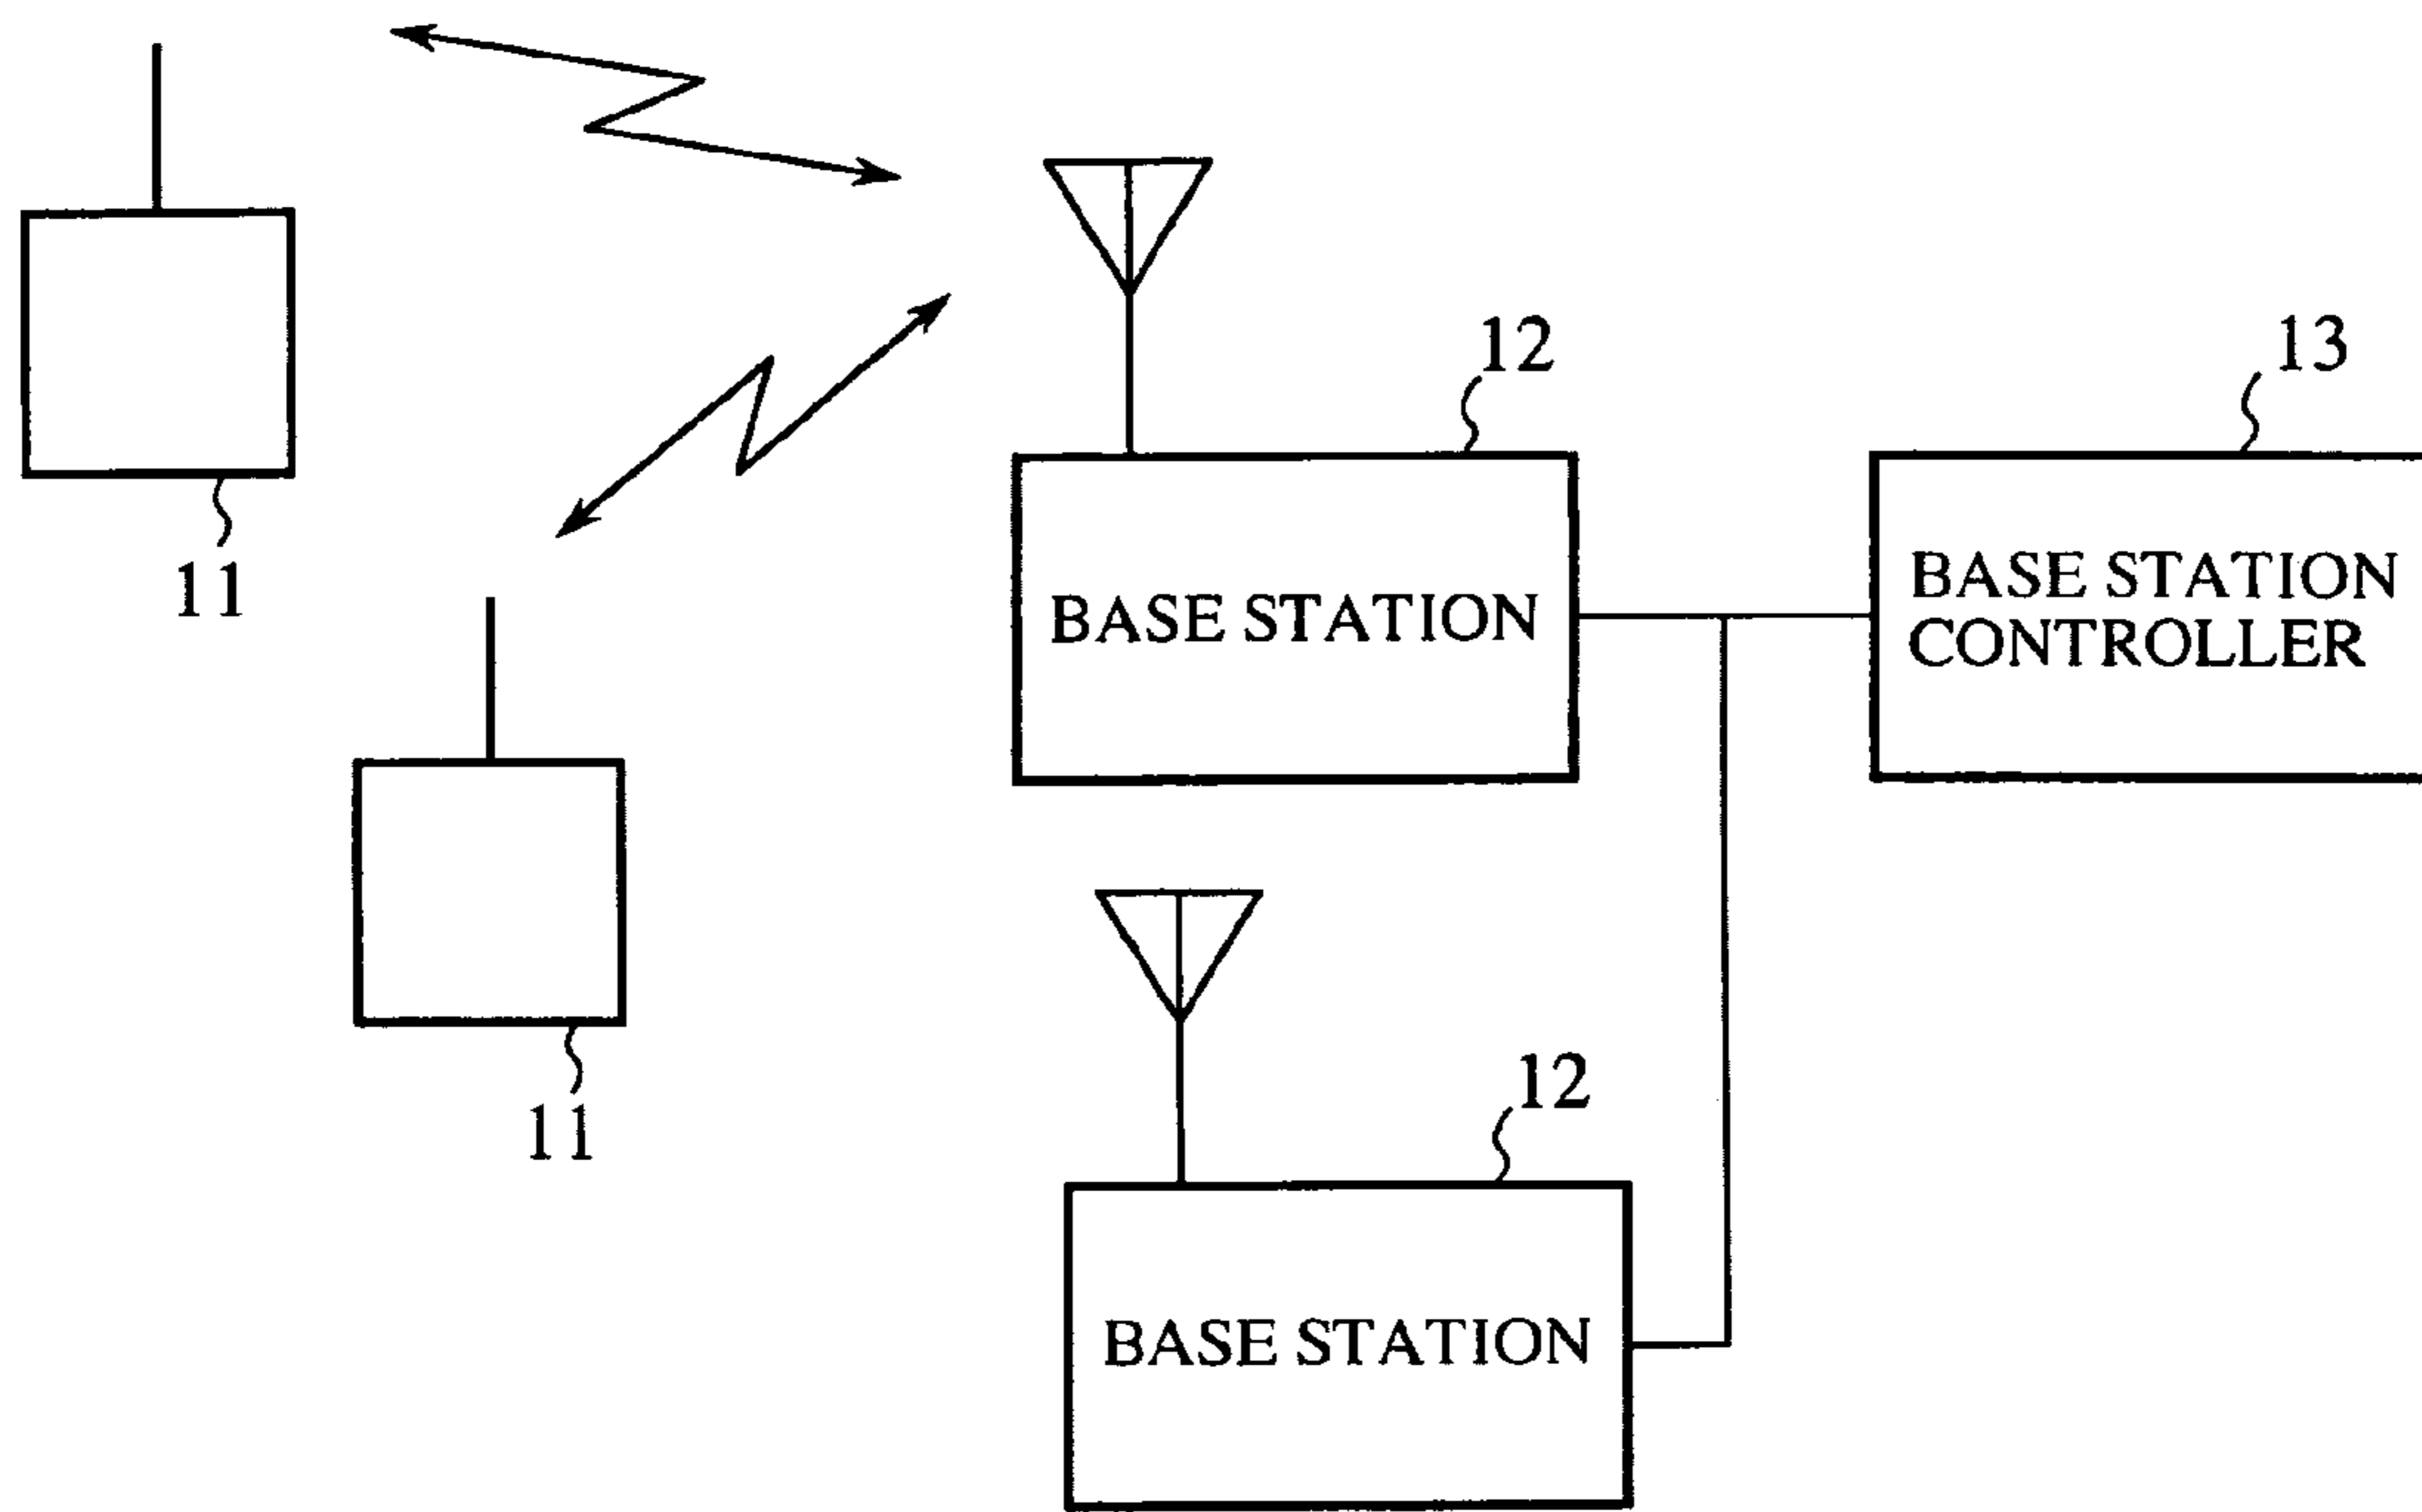 12
13
11
BASE STATION
BASE STATION
CONTROLLER
11
12
BASE STATION